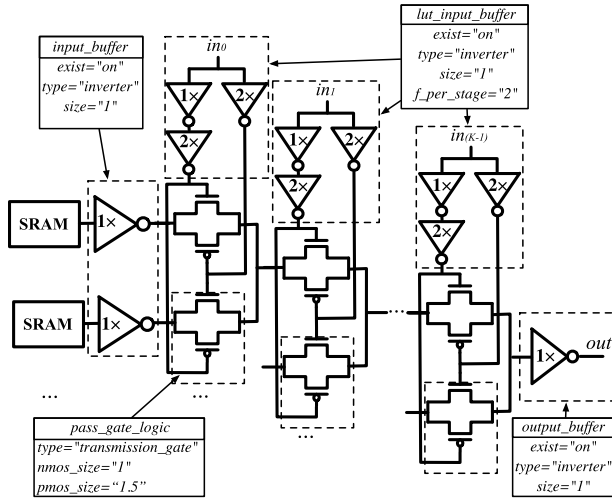 input_buffer
exist="on"
type="inverter"
size="1"
in0
lut_input_buffer
exist="on"
type="inverter"
size="1"
f_per_stage="2"
1×
2×
2×
in1
1×
2×
2×
in(K-1)
1×
2×
2×
SRAM
1×
SRAM
1×
...
...
...
......
1×
out
pass_gate_logic
type="transmission_gate"
nmos_size="1"
pmos_size=“1.5”
output_buffer
exist="on"
type="inverter"
size="1"